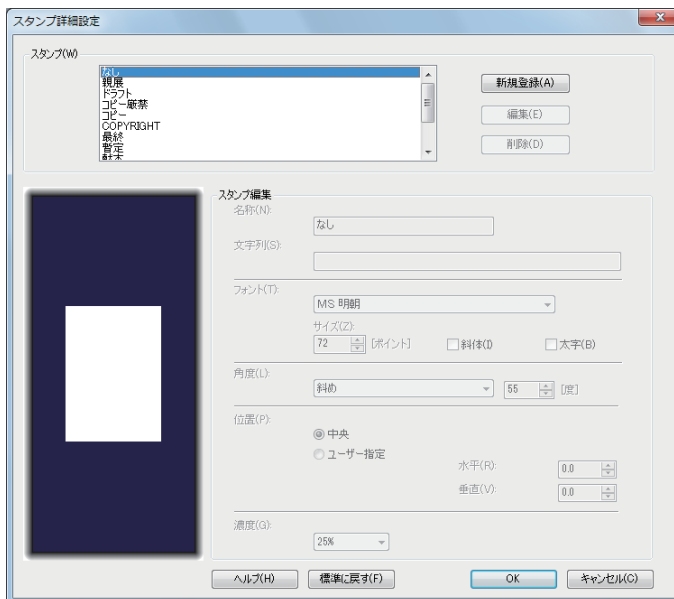 スタンプ詳細設定
スタンプ(W)
なし
親展
ドラフト
コピー厳禁
コピー
COPYRIGHT
最終
暫定
新規登録(A)
編集(E)
削除(D)
スタンプ編集
名称(N):
なし
文字列(S):
フォント(T):
MS 明朝
サイズ(Z):
72 [ポイント] 斜体(I) 太字(B)
角度(L):
斜め 55 [度]
位置(P):
中央
ユーザー指定
水平(R): 0.0
垂直(V): 0.0
濃度(G):
25%
ヘルプ(H) 標準に戻す(F) OK キャンセル(C)